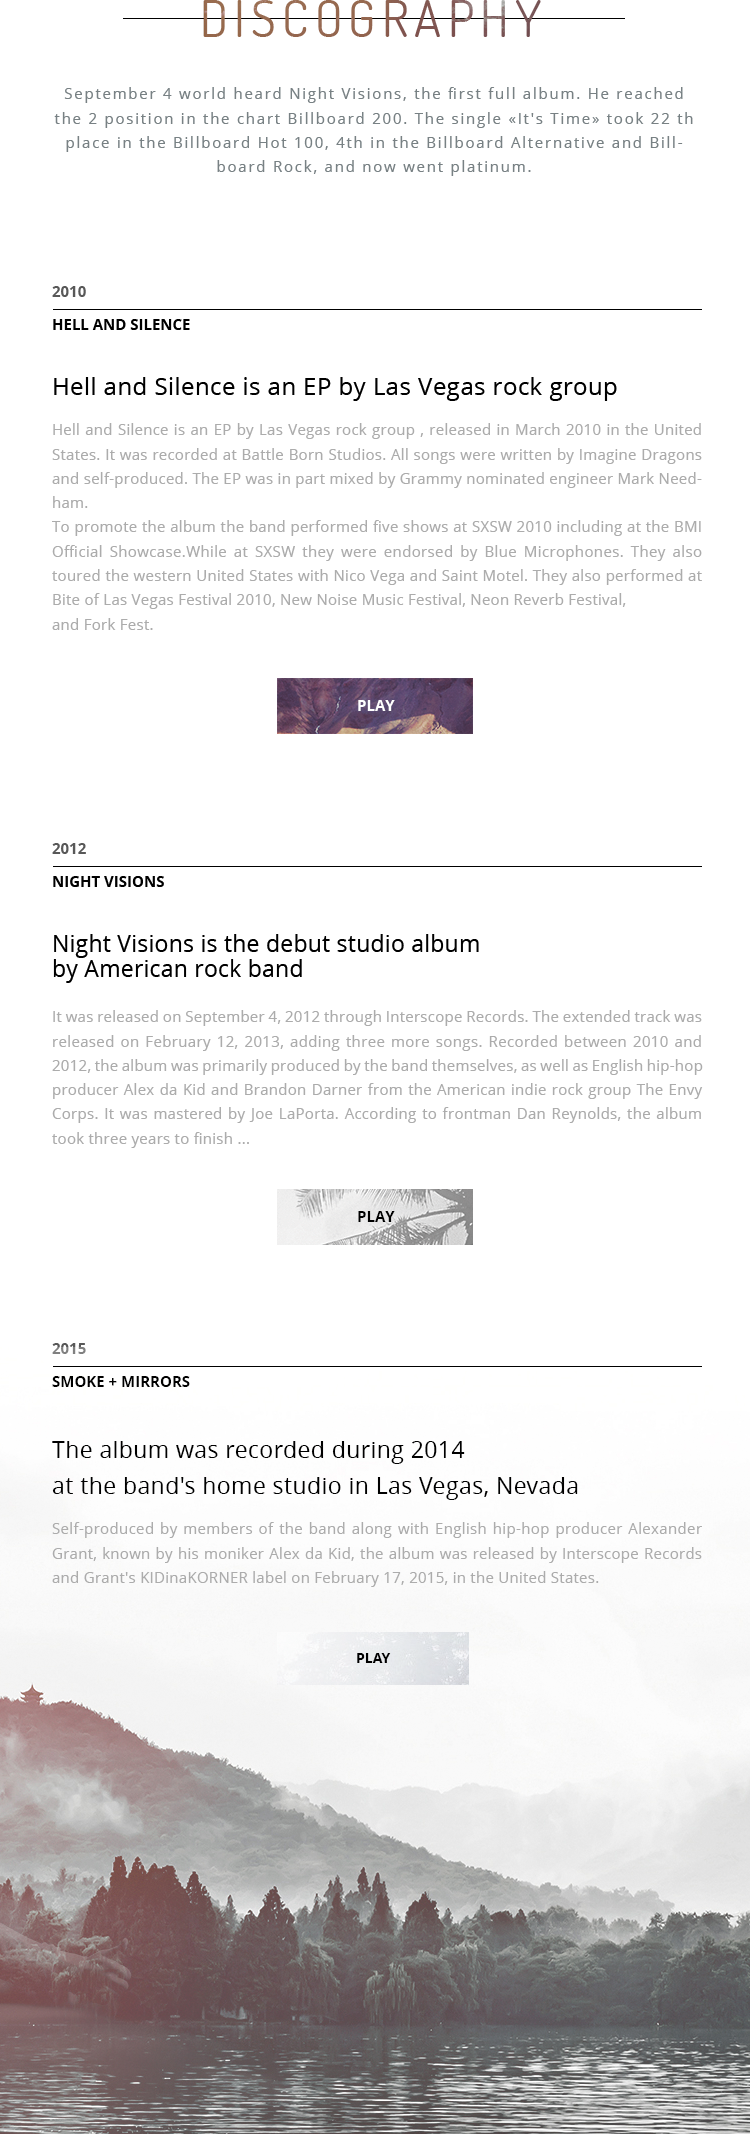 DISCOGRAPHY
September 4 world heard Night Visions, the first full album. He reached
the 2 position in the chart Billboard 200. The single «It's Time» took 22 th
place in the Billboard Hot 100, 4th in the Billboard Alternative and Bill-
board Rock, and now went platinum.
2010
HELL AND SILENCE
Hell and Silence is an EP by Las Vegas rock group
Hell and Silence is an EP by Las Vegas rock group , released in March 2010 in the United
States. It was recorded at Battle Born Studios. All songs were written by Imagine Dragons
and self-produced. The EP was in part mixed by Grammy nominated engineer Mark Need-
ham.
To promote the album the band performed five shows at SXSW 2010 including at the BMI
Official Showcase.While at SXSW they were endorsed by Blue Microphones. They also
toured the western United States with Nico Vega and Saint Motel. They also performed at
Bite of Las Vegas Festival 2010, New Noise Music Festival, Neon Reverb Festival,
and Fork Fest.
PLAY
2012
NIGHT VISIONS
Night Visions is the debut studio album
by American rock band
It was released on September 4, 2012 through Interscope Records. The extended track was
released on February 12, 2013, adding three more songs. Recorded between 2010 and
2012, the album was primarily produced by the band themselves, as well as English hip-hop
producer Alex da Kid and Brandon Darner from the American indie rock group The Envy
Corps. It was mastered by Joe LaPorta. According to frontman Dan Reynolds, the album
took three years to finish ...
PLAY
2015
SMOKE + MIRRORS
The album was recorded during 2014
at the band's home studio in Las Vegas, Nevada
Self-produced by members of the band along with English hip-hop producer Alexander
Grant, known by his moniker Alex da Kid, the album was released by Interscope Records
and Grant's KIDinaKORNER label on February 17, 2015, in the United States.
PLAY